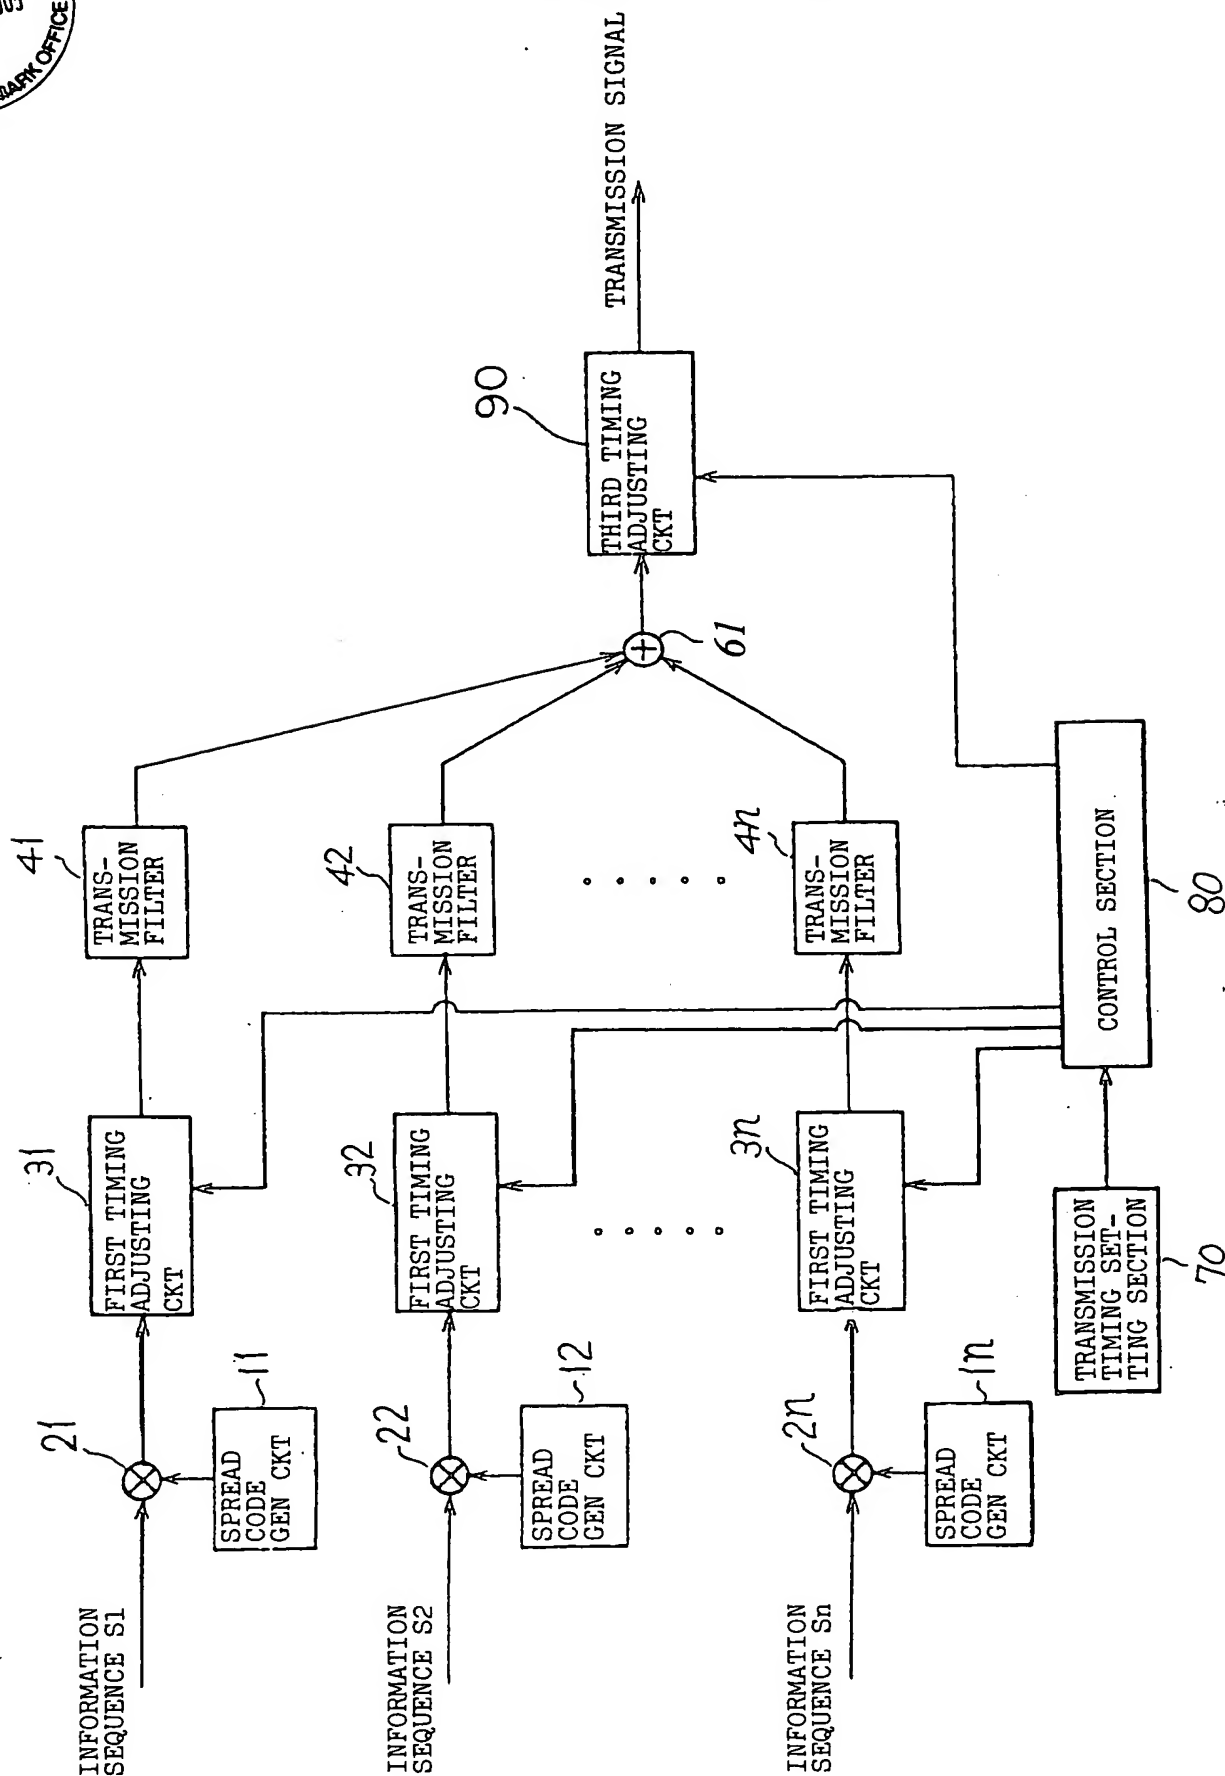 MARK OFFICE
INFORMATION
SEQUENCE S1
21
SPREAD
CODE
GEN CKT
11
FIRST TIMING
ADJUSTING
CKT
31
TRANS-
MISSION
FILTER
41
INFORMATION
SEQUENCE S2
22
SPREAD
CODE
GEN CKT
12
FIRST TIMING
ADJUSTING
CKT
32
TRANS-
MISSION
FILTER
42
INFORMATION
SEQUENCE Sn
2n
SPREAD
CODE
GEN CKT
1n
FIRST TIMING
ADJUSTING
CKT
3n
TRANS-
MISSION
FILTER
4n
61
THIRD TIMING
ADJUSTING
CKT
90
TRANSMISSION SIGNAL
TRANSMISSION
TIMING SET-
TING SECTION
70
CONTROL SECTION
80